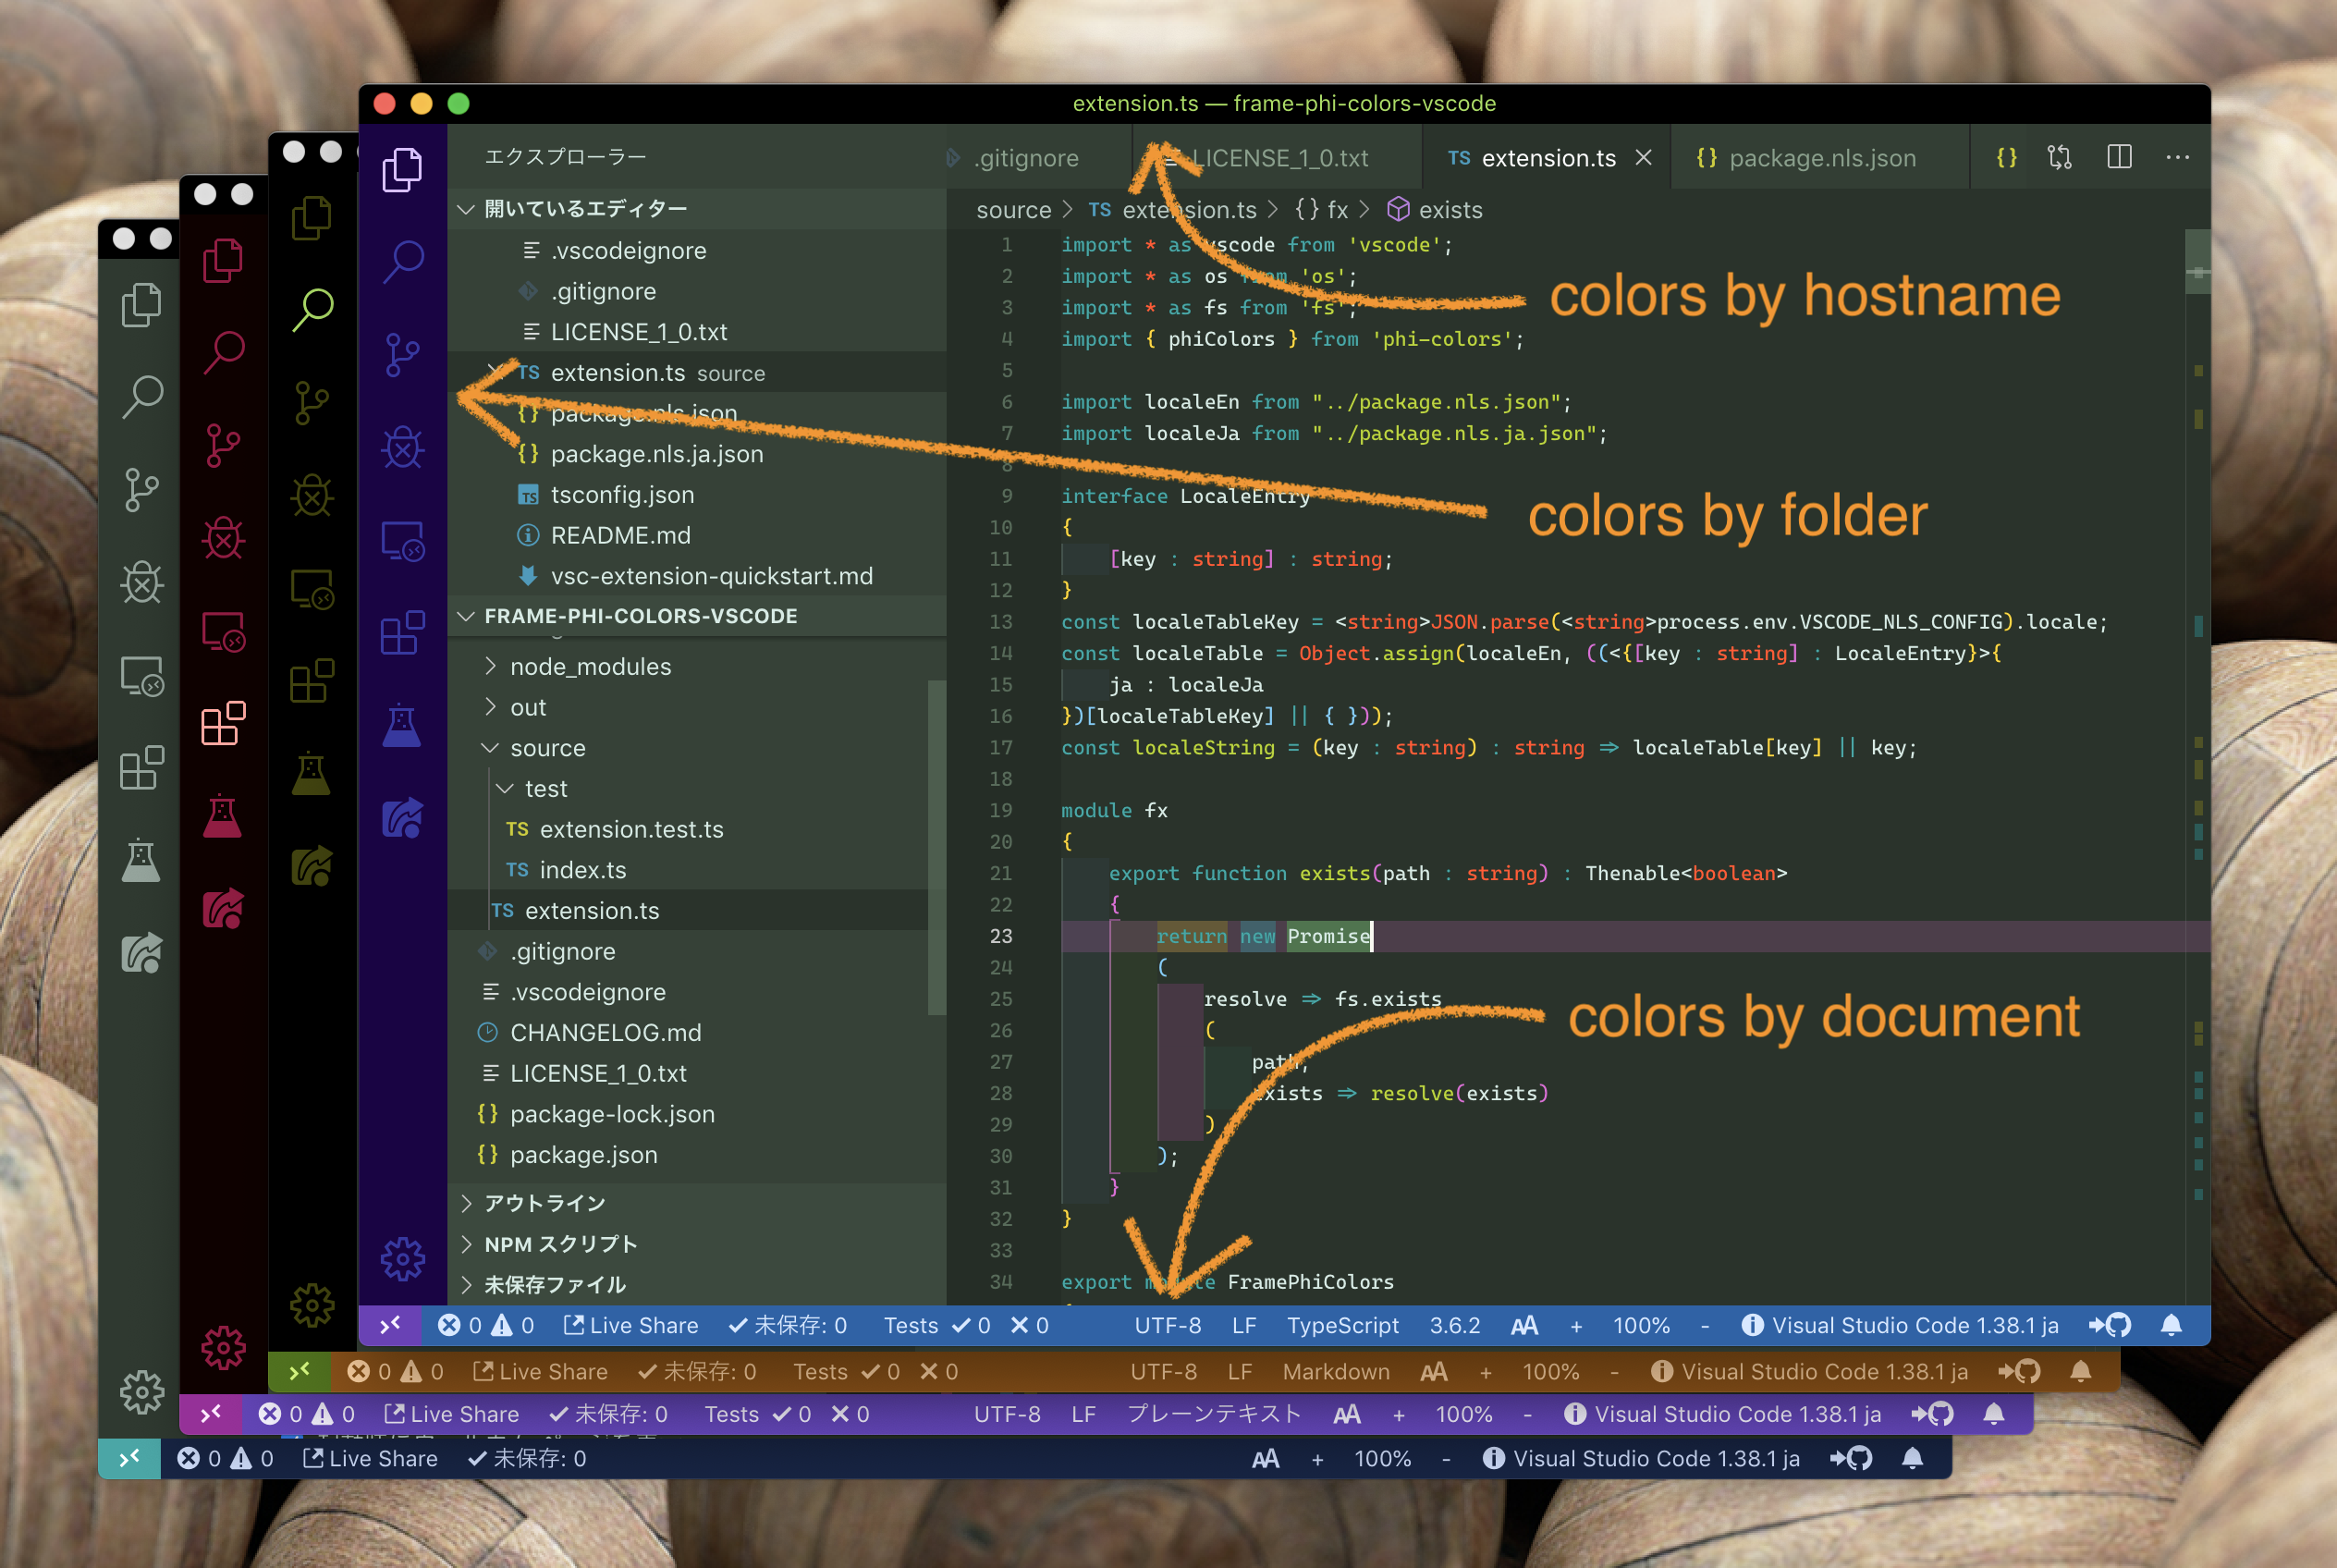 extension.ts — frame-phi-colors-vscode
エクスプローラー
開いているエディター
.vscodeignore
.gitignore
LICENSE_1_0.txt
TS extension.ts source
{} package.nls.json
{} package.nls.ja.json
TS tsconfig.json
README.md
vsc-extension-quickstart.md
FRAME-PHI-COLORS-VSCODE
node_modules
out
source
test
TS extension.test.ts
TS index.ts
TS extension.ts
.gitignore
.vscodeignore
CHANGELOG.md
LICENSE_1_0.txt
{} package-lock.json
{} package.json
アウトライン
NPM スクリプト
未保存ファイル
.gitignore
LICENSE_1_0.txt
TS extension.ts
{} package.nls.json
{}
source > TS extension.ts > {} fx > exists
1 import * as vscode from 'vscode';
2 import * as os from 'os';
3 import * as fs from 'fs';
4 import { phiColors } from 'phi-colors';
5
6 import localeEn from "../package.nls.json";
7 import localeJa from "../package.nls.ja.json";
8
9 interface LocaleEntry
10 {
11 [key : string] : string;
12 }
13 const localeTableKey = <string>JSON.parse(<string>process.env.VSCODE_NLS_CONFIG).locale;
14 const localeTable = Object.assign(localeEn, ((<{[key : string] : LocaleEntry}>{
15 ja : localeJa
16 })[localeTableKey] || { }));
17 const localeString = (key : string) : string => localeTable[key] || key;
18
19 module fx
20 {
21 export function exists(path : string) : Thenable<boolean>
22 {
23 return new Promise
24 (
25 resolve => fs.exists
26 (
27 path,
28 exists => resolve(exists)
29 )
30 );
31 }
32 }
33
34 export module FramePhiColors
colors by hostname
colors by folder
colors by document
0 0 Live Share 未保存: 0 Tests 0 0 UTF-8 LF TypeScript 3.6.2 AA + 100% - Visual Studio Code 1.38.1 ja
0 0 Live Share 未保存: 0 Tests 0 0 UTF-8 LF Markdown AA + 100% - Visual Studio Code 1.38.1 ja
0 0 Live Share 未保存: 0 Tests 0 0 UTF-8 LF プレーンテキスト AA + 100% - Visual Studio Code 1.38.1 ja
0 0 Live Share 未保存: 0 AA + 100% - Visual Studio Code 1.38.1 ja